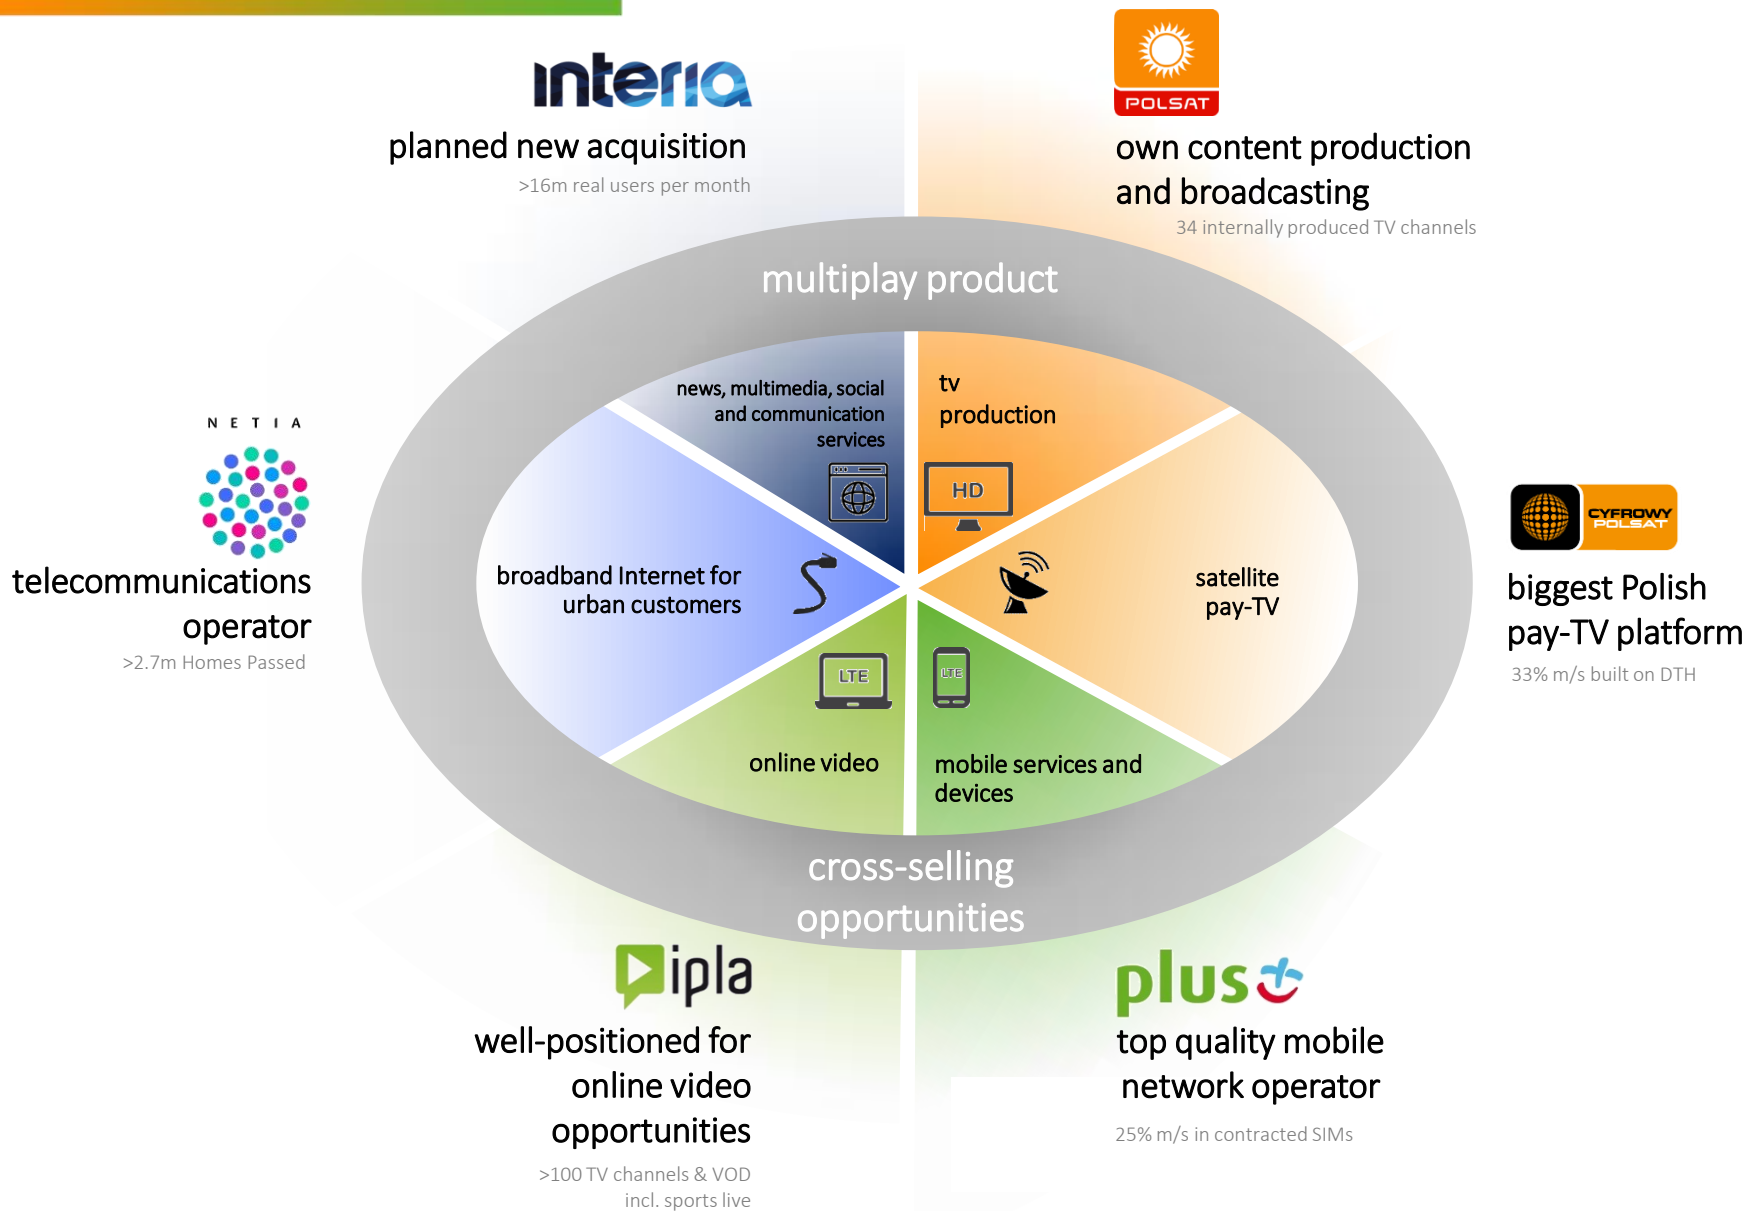 interia
planned new acquisition
>16m real users per month
POLSAT
own content production
and broadcasting
34 internally produced TV channels
multiplay product
news, multimedia, social
and communication
services
tv
production
HD
NETIA
telecommunications
operator
>2.7m Homes Passed
broadband Internet for
urban customers
satellite
pay-TV
CYFROWY
POLSAT
biggest Polish
pay-TV platform
33% m/s built on DTH
LTE
online video
LTE
mobile services and
devices
cross-selling
opportunities
ipla
well-positioned for
online video
opportunities
>100 TV channels & VOD
incl. sports live
plus
top quality mobile
network operator
25% m/s in contracted SIMs